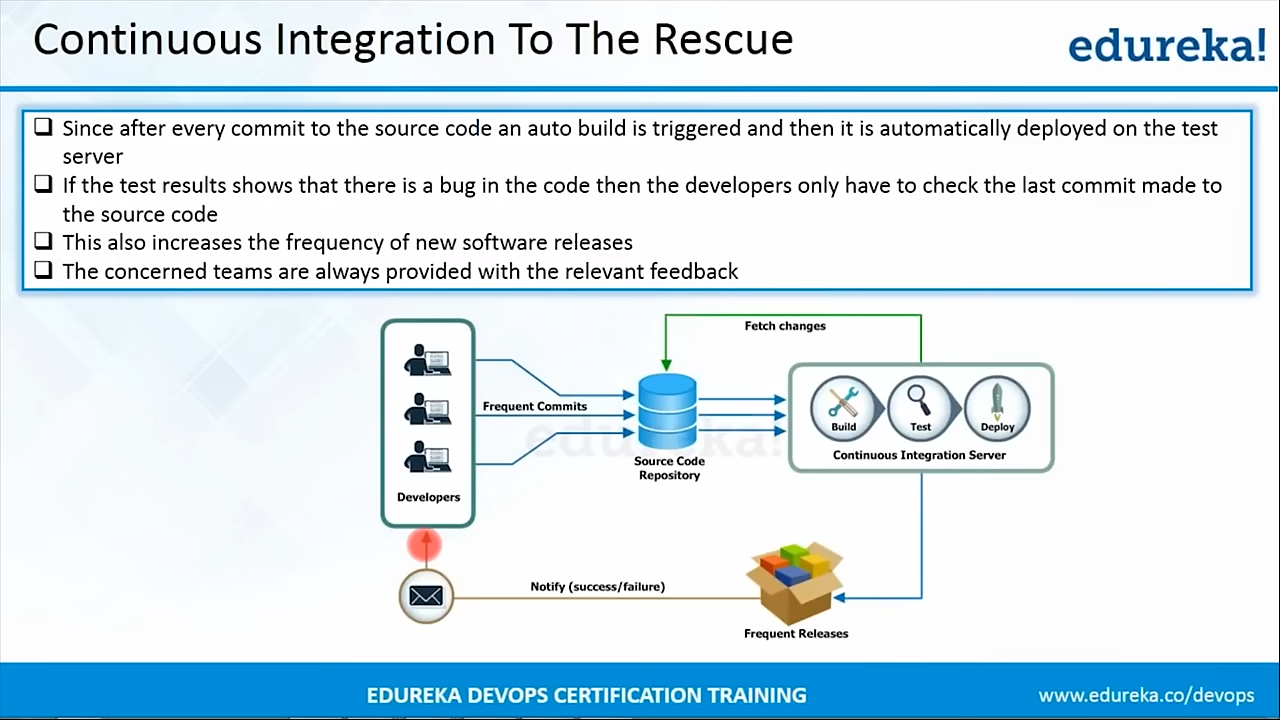 Continuous Integration To The Rescue
edureka!
❑ Since after every commit to the source code an auto build is triggered and then it is automatically deployed on the test
server
❑ If the test results shows that there is a bug in the code then the developers only have to check the last commit made to
the source code
❑ This also increases the frequency of new software releases
❑ The concerned teams are always provided with the relevant feedback
Fetch changes
Frequent Commits
Build
Test
Deploy
Continuous Integration Server
Source Code
Repository
edureka!
Developers
Notify (success/failure)
Frequent Releases
EDUREKA DEVOPS CERTIFICATION TRAINING
www.edureka.co/devops